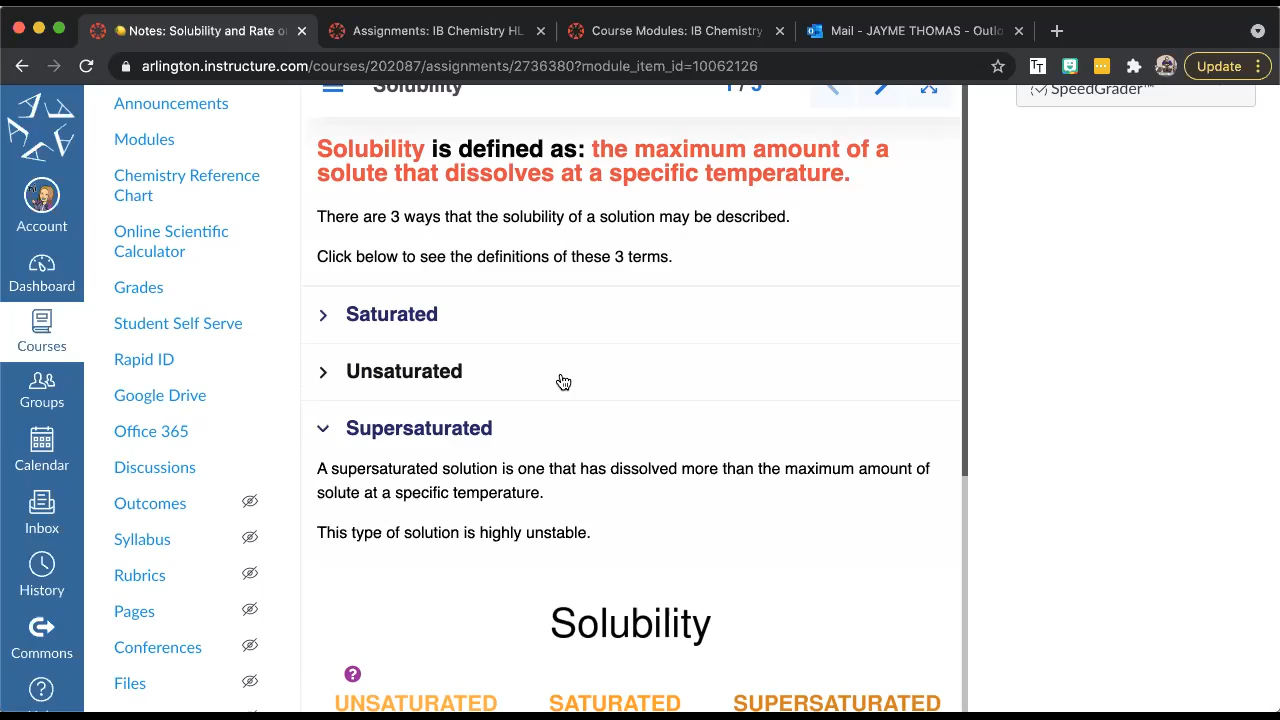 Notes: Solubility and Rate o
Assignments: IB Chemistry HL
Course Modules: IB Chemistry
Mail - JAYME THOMAS - Outlo
arlington.instructure.com/courses/202087/assignments/2736380?module_item_id=10062126
Update
Account
Dashboard
Courses
Groups
Calendar
Inbox
History
Commons
Announcements
Modules
Chemistry Reference
Chart
Online Scientific
Calculator
Grades
Student Self Serve
Rapid ID
Google Drive
Office 365
Discussions
Outcomes
Syllabus
Rubrics
Pages
Conferences
Files
Solubility
1 / 5
SpeedGrader™
Solubility is defined as: the maximum amount of a
solute that dissolves at a specific temperature.
There are 3 ways that the solubility of a solution may be described.
Click below to see the definitions of these 3 terms.
Saturated
Unsaturated
Supersaturated
A supersaturated solution is one that has dissolved more than the maximum amount of
solute at a specific temperature.
This type of solution is highly unstable.
Solubility
?
UNSATURATED SATURATED SUPERSATURATED